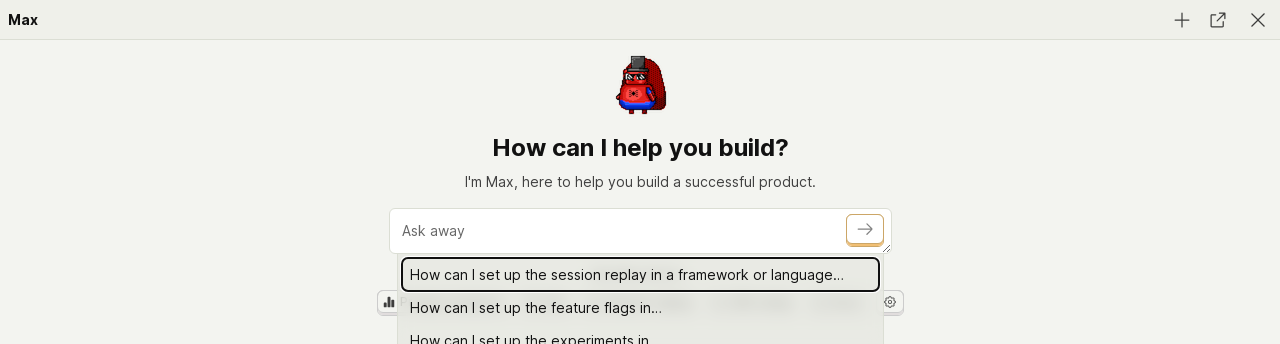 Max
How can I help you build?
I'm Max, here to help you build a successful product.
Ask away
How can I set up the session replay in a framework or language…
How can I set up the feature flags in…
How can I set up the experiments in…